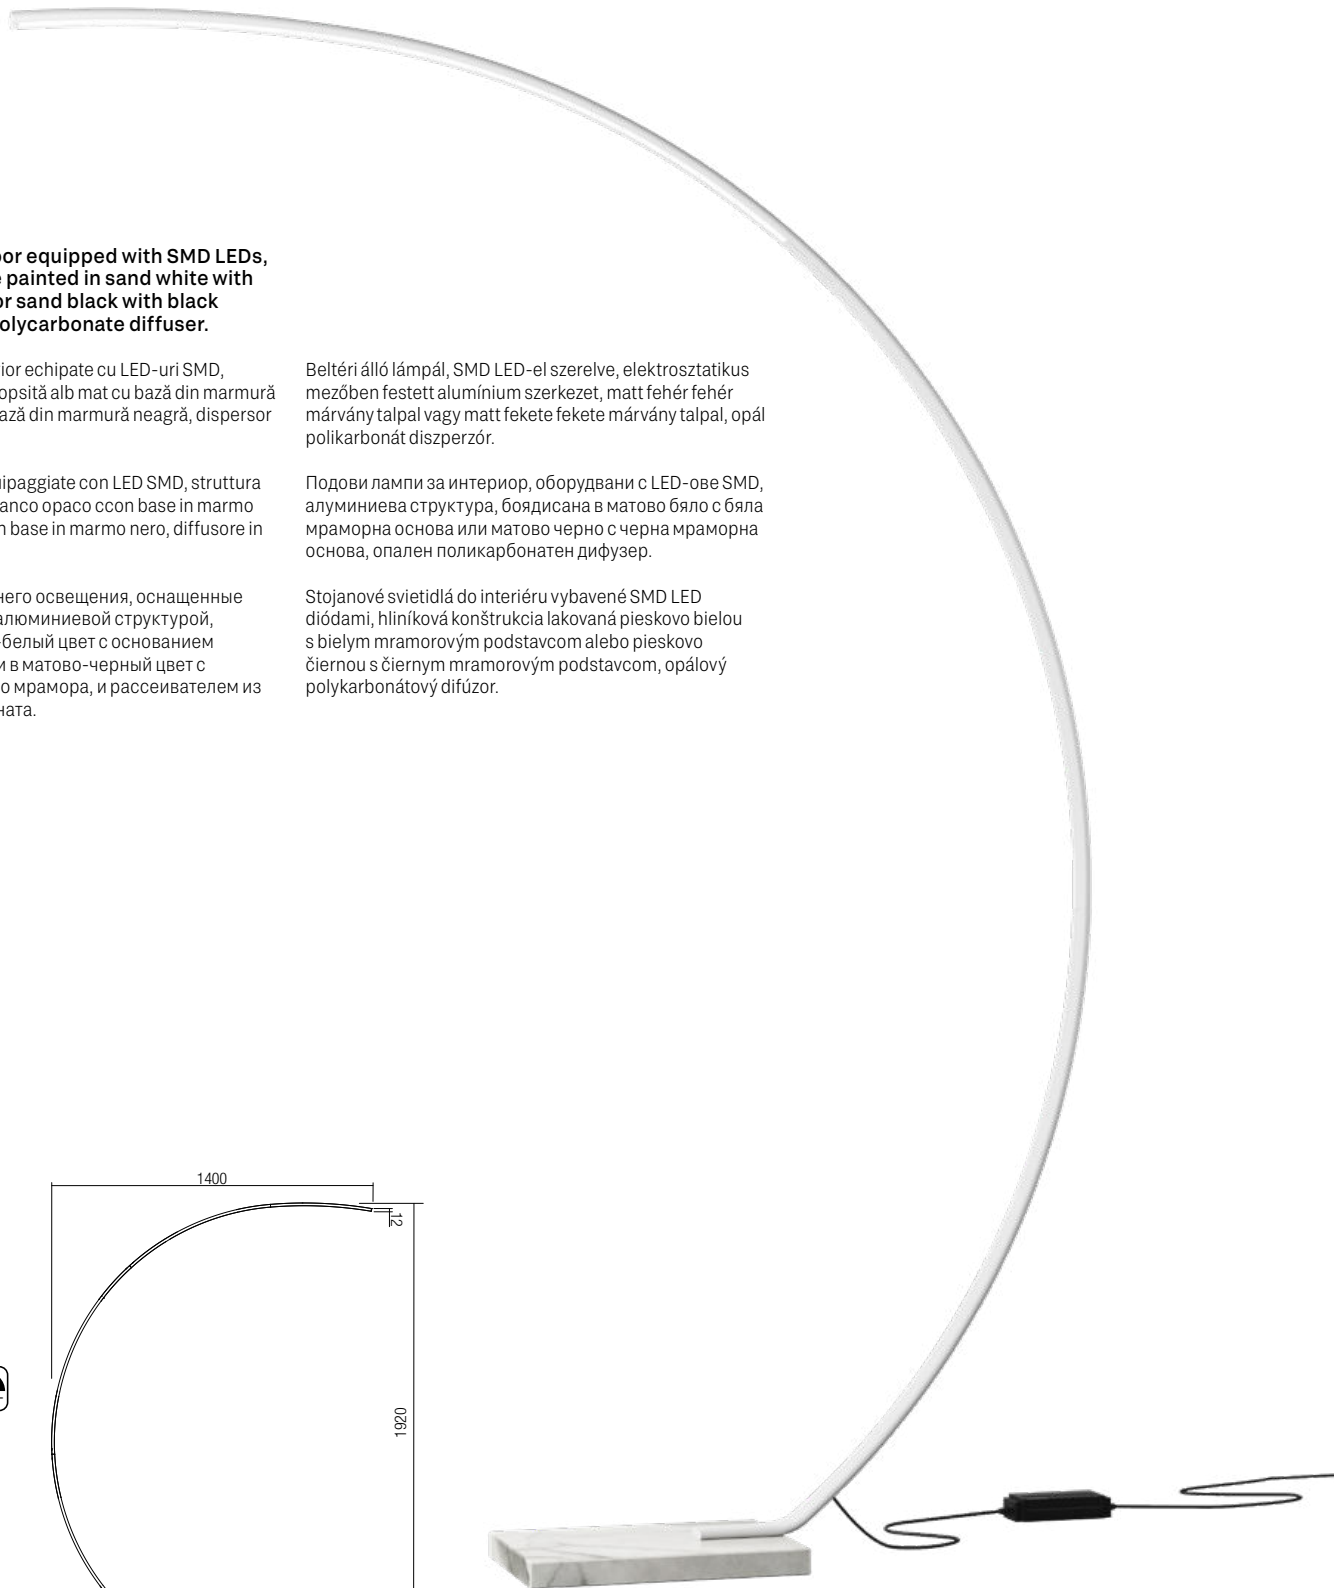 oor equipped with SMD LEDs,
e painted in sand white with
or sand black with black
polycarbonate diffuser.
rior echipate cu LED-uri SMD,
opsită alb mat cu bază din marmură
ază din marmură neagră, dispersor
uipaggiate con LED SMD, struttura
anco opaco ccon base in marmo
n base in marmo nero, diffusore in
него освещения, оснащенные
алюминиевой структурой,
-белый цвет с основанием
и в матово-черный цвет с
о мрамора, и рассеивателем из
ната.
Beltéri álló lámpál, SMD LED-el szerelve, elektrosztatikus
mezőben festett alumínium szerkezet, matt fehér fehér
márvány talpal vagy matt fekete fekete márvány talpal, opál
polikarbonát diszperzór.
Подови лампи за интериор, оборудвани с LED-ове SMD,
алуминиева структура, боядисана в матово бяло с бяла
мраморна основа или матово черно с черна мраморна
основа, опален поликарбонатен дифузер.
Stojanové svietidlá do interiéru vybavené SMD LED
diódami, hliníková konštrukcia lakovaná pieskovo bielou
s bielym mramorovým podstavcom alebo pieskovo
čiernou s čiernym mramorovým podstavcom, opálový
polykarbonátový difúzor.
1400
12
1920